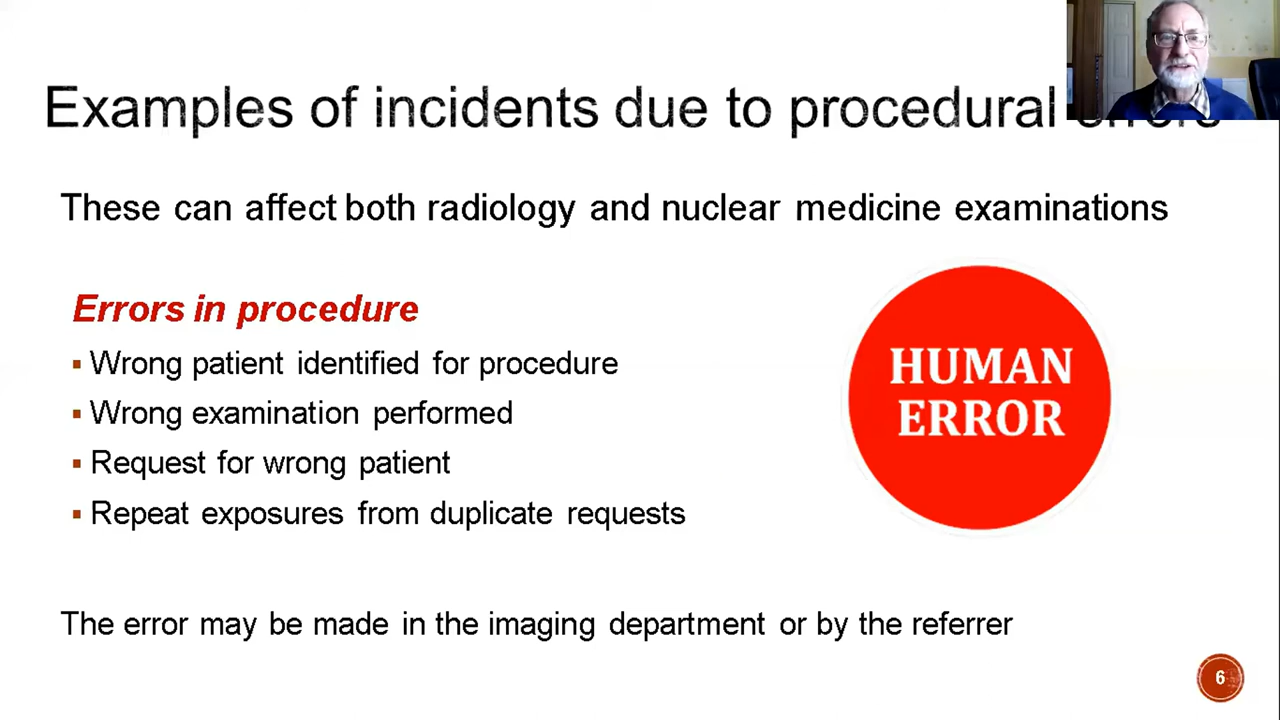 Examples of incidents due to procedural
These can affect both radiology and nuclear medicine examinations
Errors in procedure
▪ Wrong patient identified for procedure
▪ Wrong examination performed
▪ Request for wrong patient
▪ Repeat exposures from duplicate requests
HUMAN
ERROR
The error may be made in the imaging department or by the referrer
6